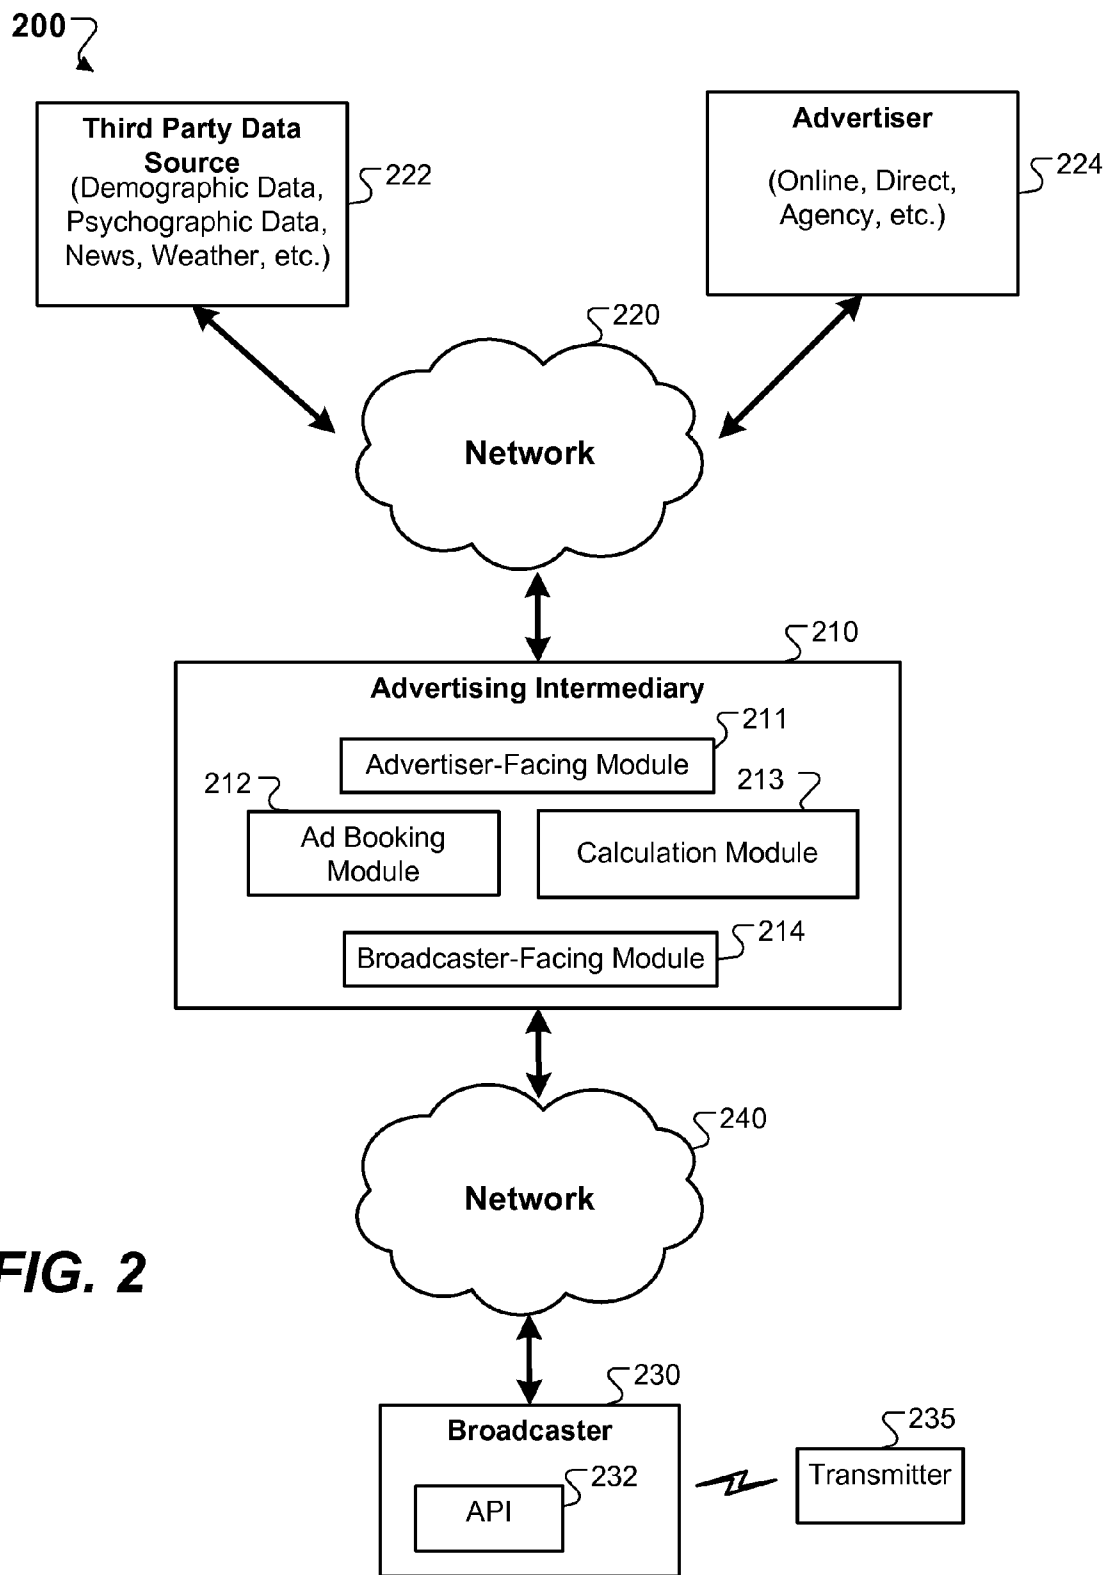 200
Third Party Data
Source
(Demographic Data,
Psychographic Data,
News, Weather, etc.)
222
Advertiser
(Online, Direct,
Agency, etc.)
224
220
Network
210
Advertising Intermediary
211
Advertiser-Facing Module
212
Ad Booking
Module
213
Calculation Module
214
Broadcaster-Facing Module
240
Network
FIG. 2
230
Broadcaster
232
API
235
Transmitter